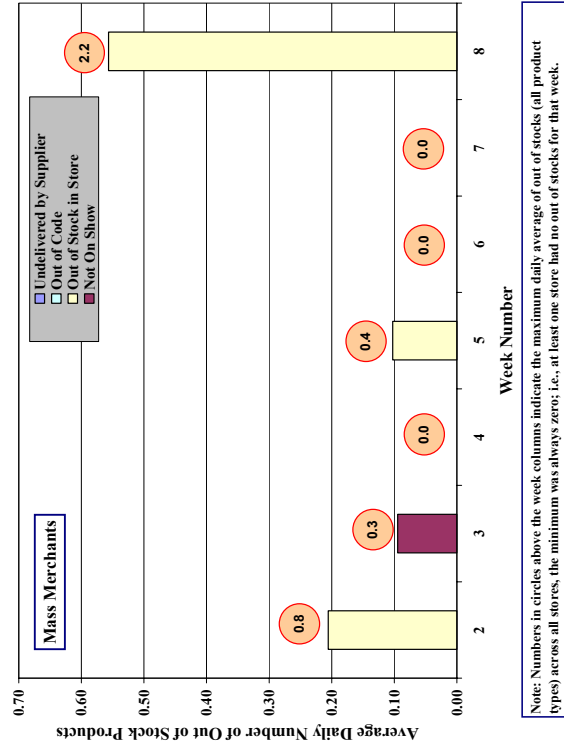 Mass Merchants
Undelivered by Supplier
Out of Code
Out of Stock in Store
Not On Show
Average Daily Number of Out of Stock Products
0.70
0.60
0.50
0.40
0.30
0.20
0.10
0.00
0.8
0.3
0.0
0.4
0.0
0.0
2.2
2
3
4
5
6
7
8
Week Number
Note: Numbers in circles above the week columns indicate the maximum daily average of out of stocks (all product
types) across all stores, the minimum was always zero; i.e., at least one store had no out of stocks for that week.